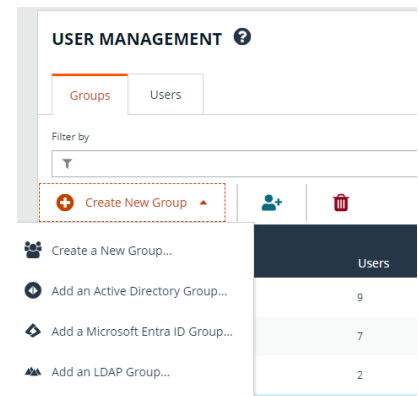 USER MANAGEMENT ?
Groups Users
Filter by
Create New Group
Create a New Group...
Users
Add an Active Directory Group...
9
Add a Microsoft Entra ID Group...
7
Add an LDAP Group...
2